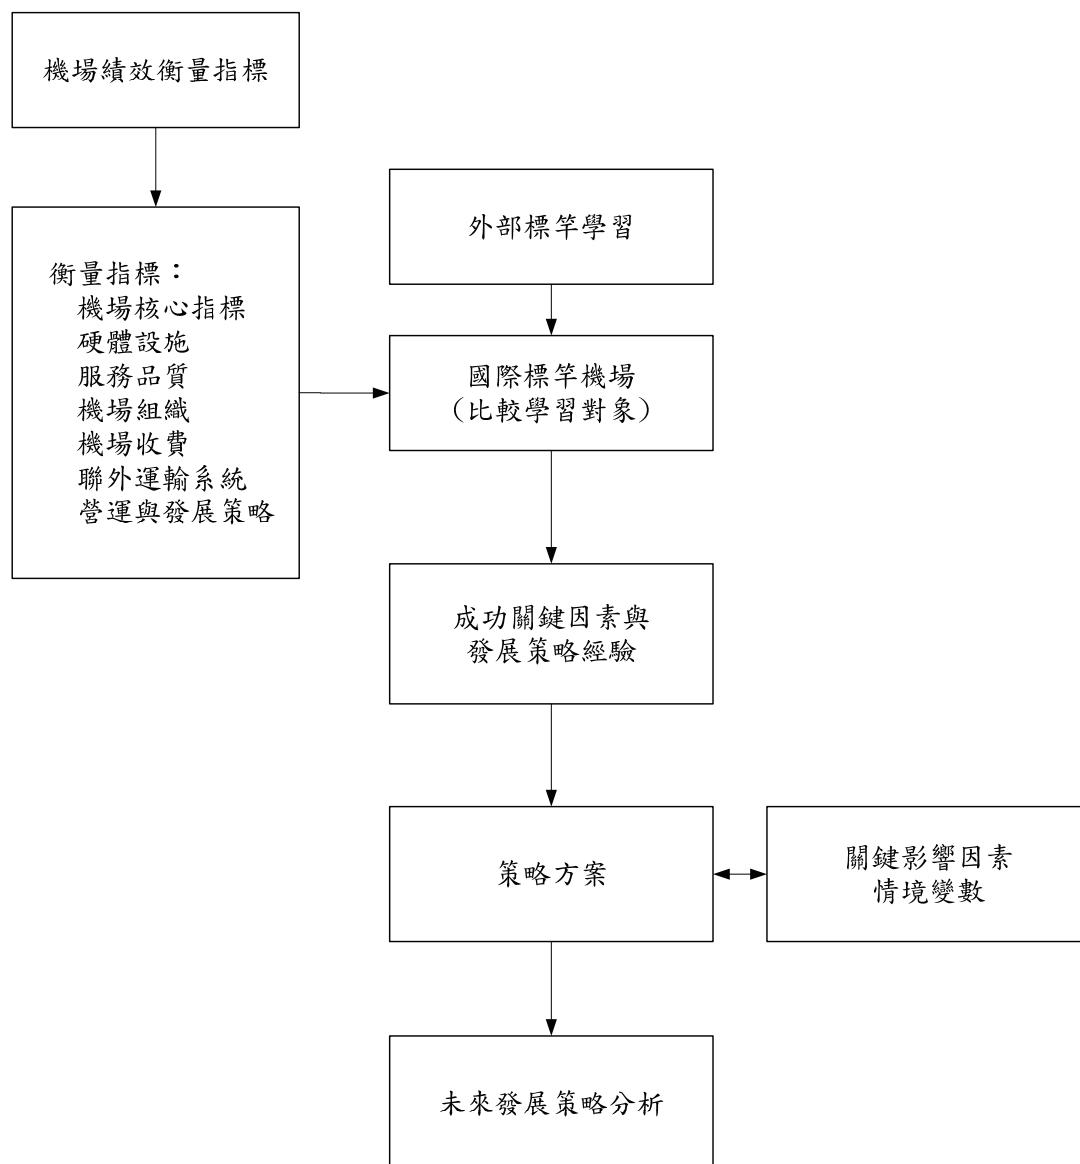 機場績效衡量指標
衡量指標：
機場核心指標
硬體設施
服務品質
機場組織
機場收費
聯外運輸系統
營運與發展策略
外部標竿學習
國際標竿機場
（比較學習對象）
成功關鍵因素與
發展策略經驗
策略方案
關鍵影響因素
情境變數
未來發展策略分析